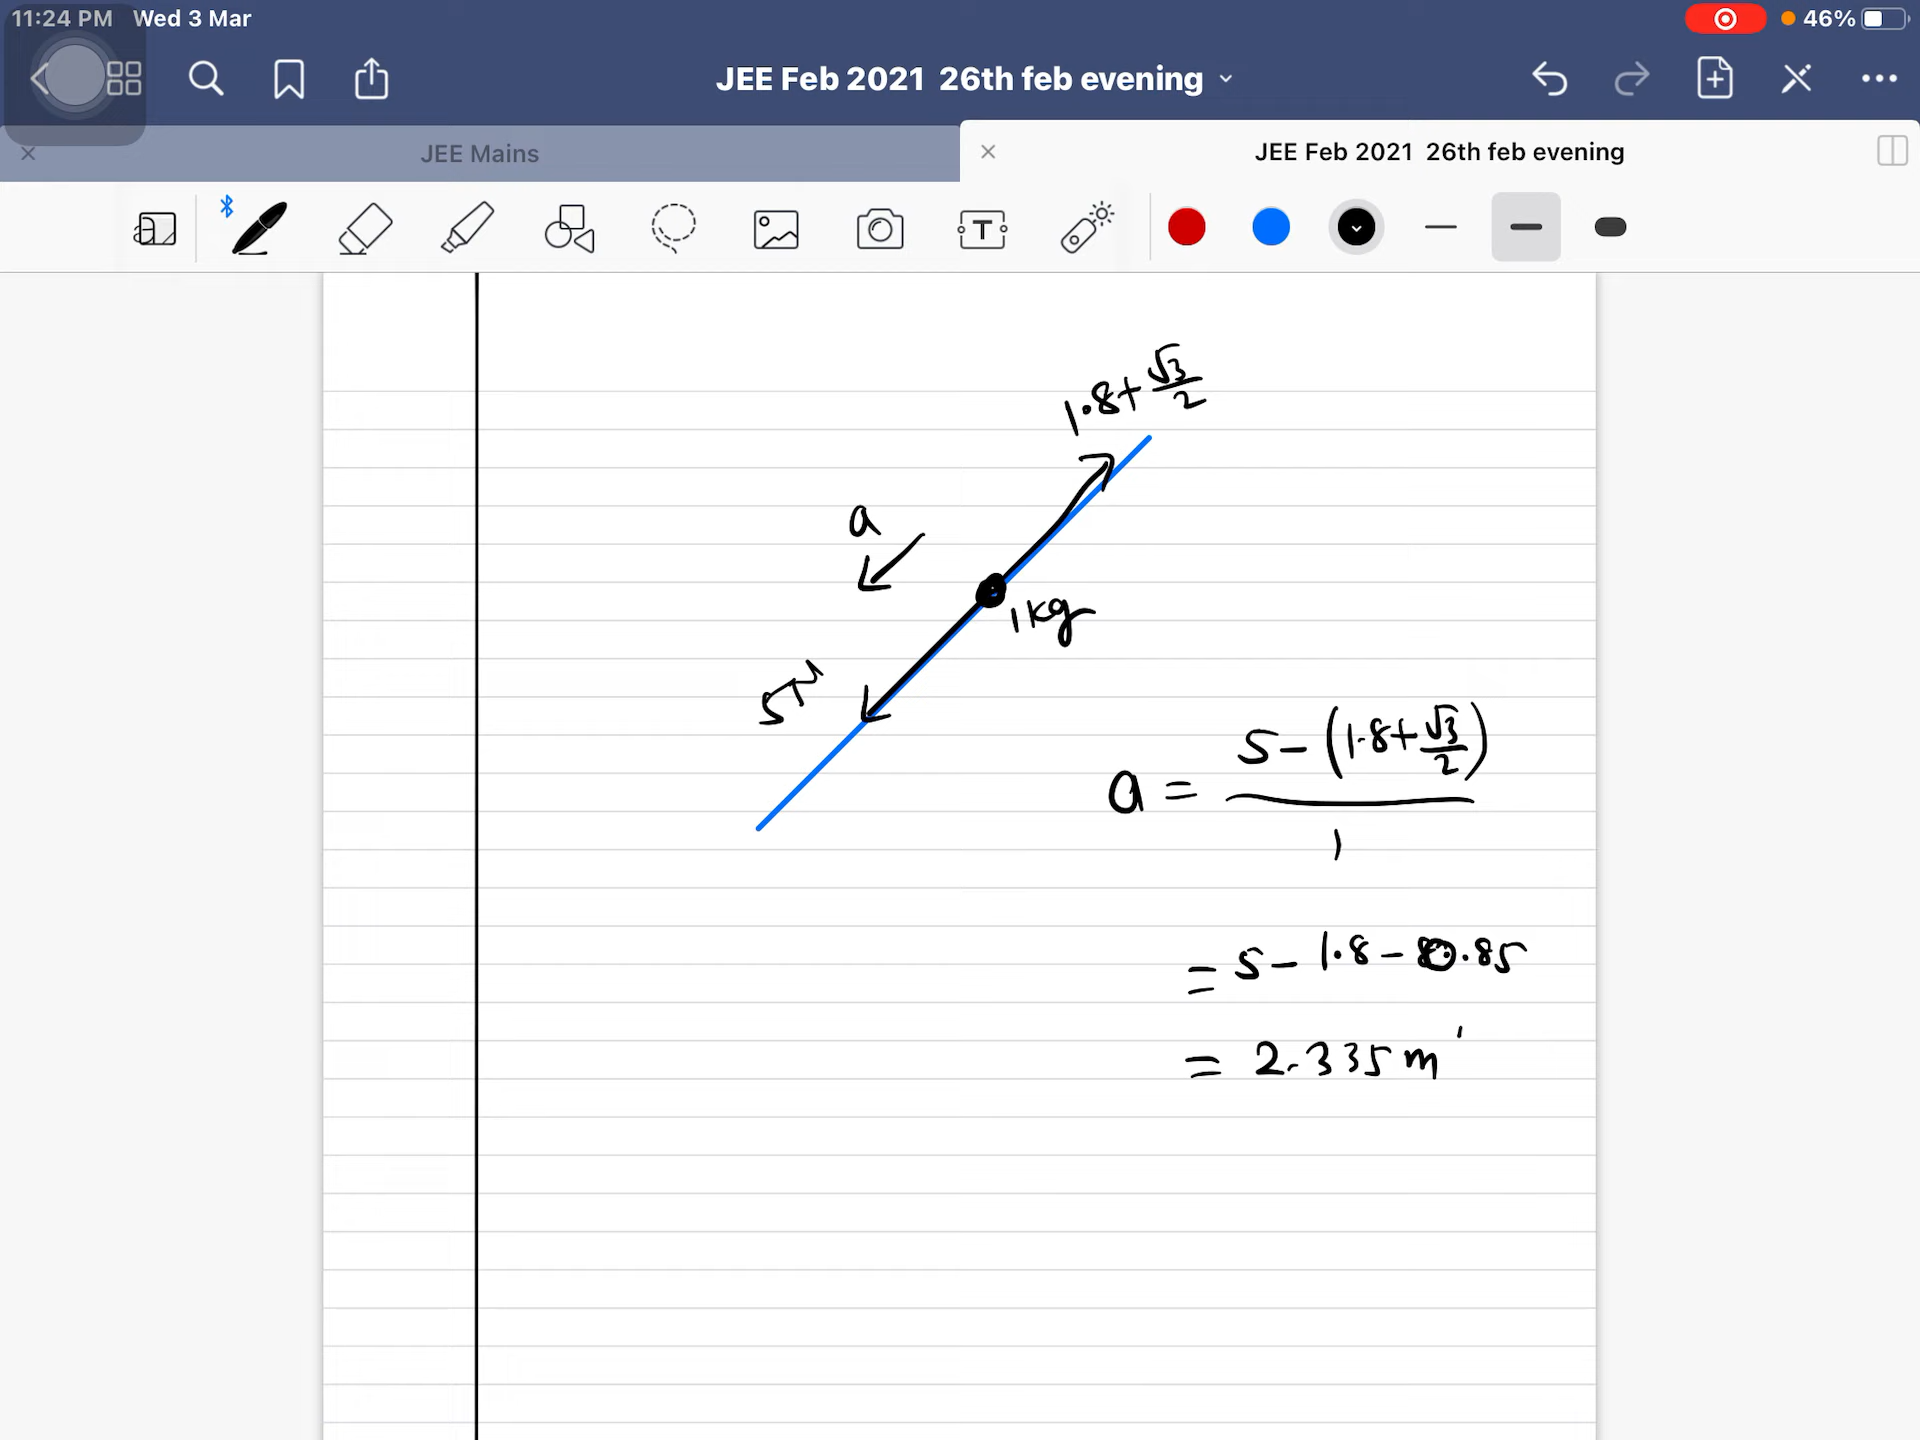 11:24 PM Wed 3 Mar
46%
JEE Feb 2021 26th feb evening
JEE Mains
JEE Feb 2021 26th feb evening
T
1.8+√3/2
a
1kg
5N
a = 5-(1.8+√3/2)
1
= 5-1.8-0.85
= 2.335 m